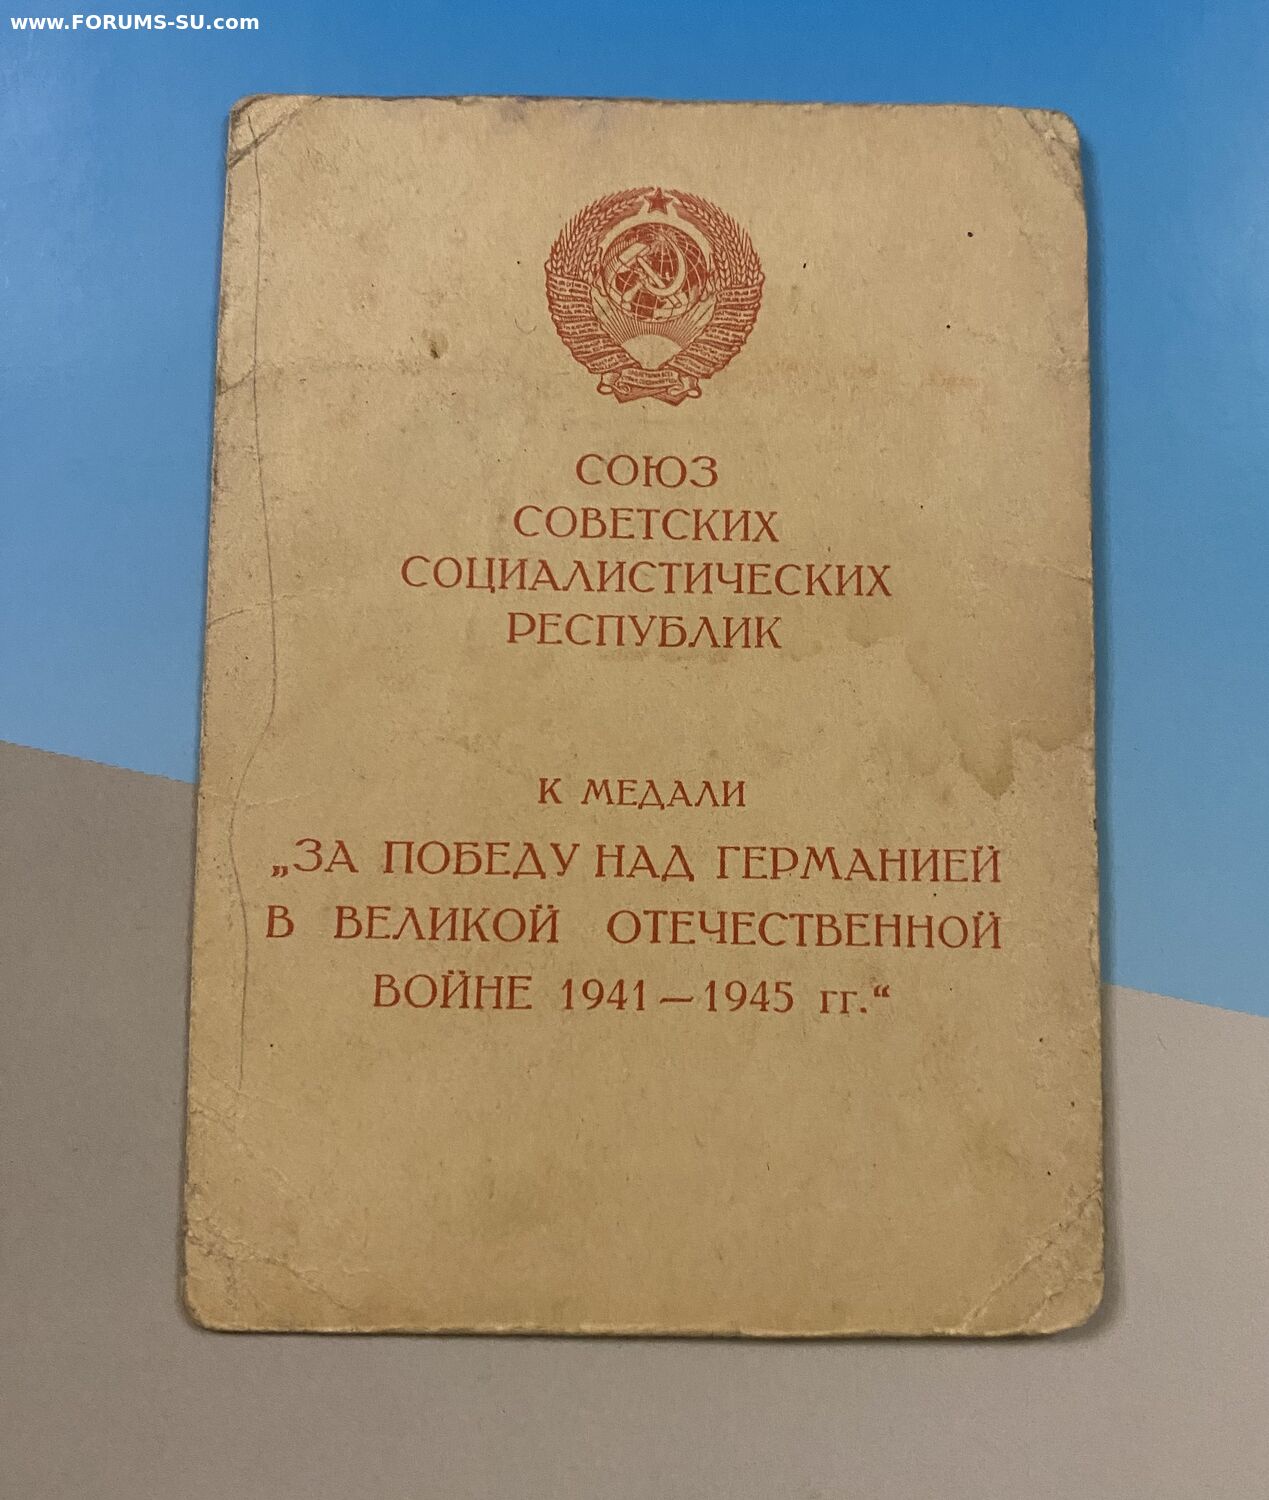 www.FORUMS-SU.com
СОЮЗ
СОВЕТСКИХ
СОЦИАЛИСТИЧЕСКИХ
РЕСПУБЛИК
К МЕДАЛИ
„ЗА ПОБЕДУ НАД ГЕРМАНИЕЙ
В ВЕЛИКОЙ ОТЕЧЕСТВЕННОЙ
ВОЙНЕ 1941 — 1945 гг.“